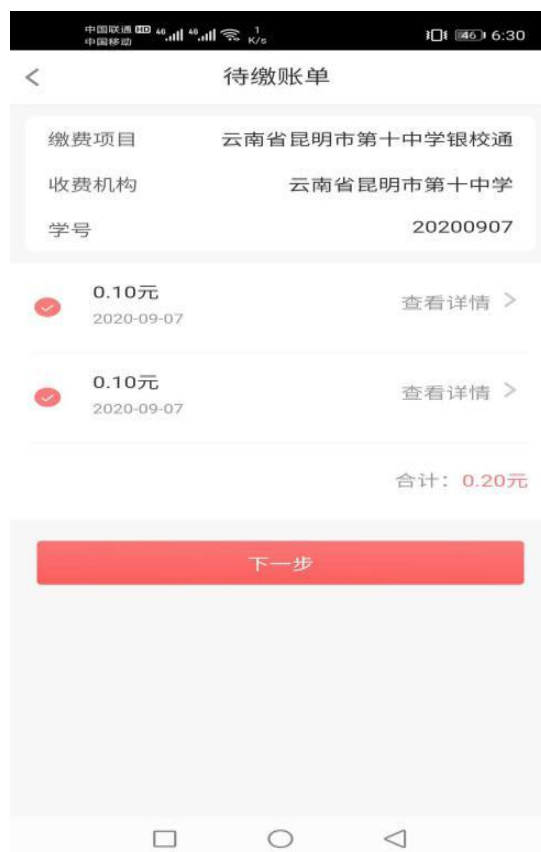 中国联通 HD 46 46 1 46 6:30
中国移动 K/s
待缴账单
缴费项目 云南省昆明市第十中学银校通
收费机构 云南省昆明市第十中学
学号 20200907
0.10元 查看详情 >
2020-09-07
0.10元 查看详情 >
2020-09-07
合计：0.20元
下一步